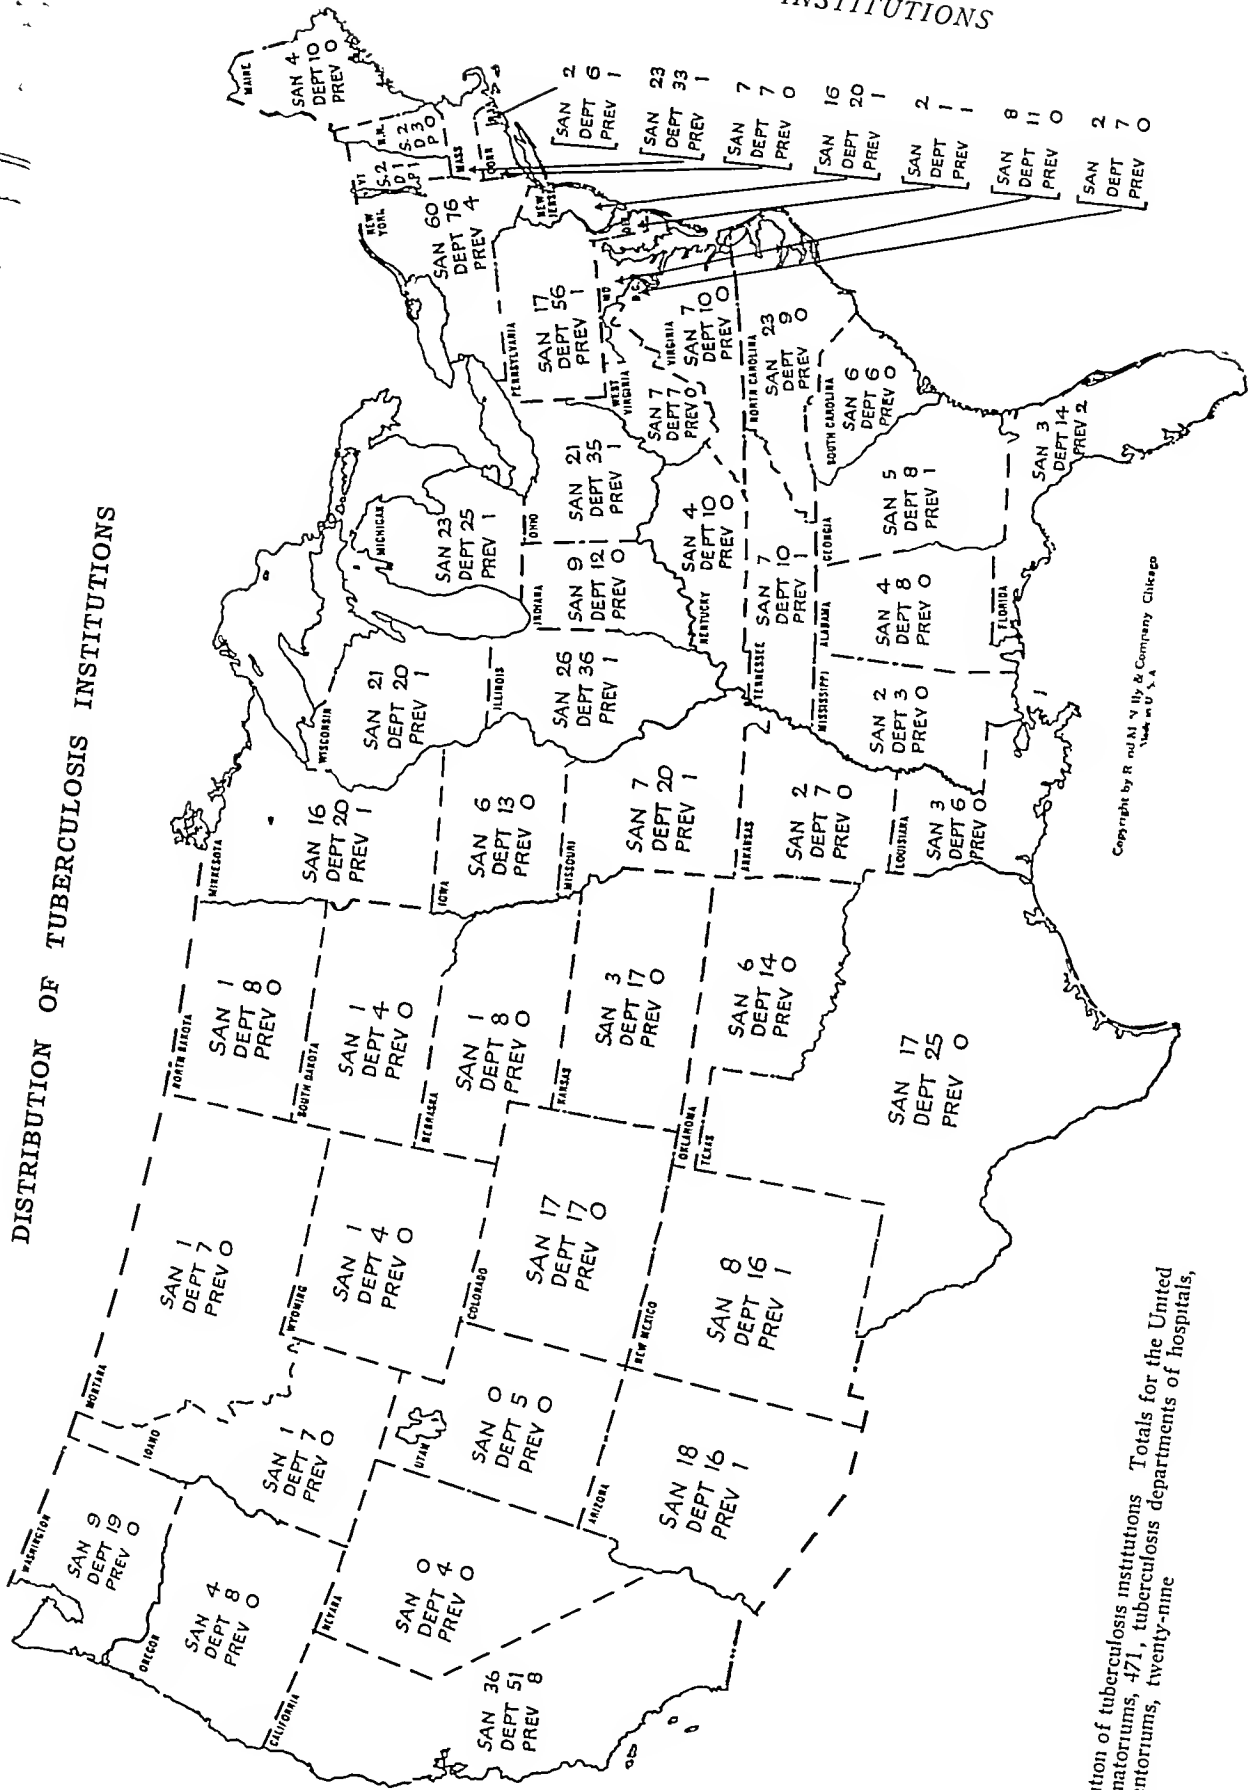 INSTITUTIONS
DISTRIBUTION OF TUBERCULOSIS INSTITUTIONS
WASHINGTON
SAN 9
DEPT 19
PREV 0
OREGON
SAN 4
DEPT 8
PREV 0
CALIFORNIA
SAN 36
DEPT 51
PREV 8
NEVADA
SAN 0
DEPT 4
PREV 0
IDAHO
SAN 1
DEPT 7
PREV 0
MONTANA
SAN 1
DEPT 7
PREV 0
WYOMING
SAN 1
DEPT 4
PREV 0
UTAH
SAN 0
DEPT 5
PREV 0
COLORADO
SAN 17
DEPT 17
PREV 0
ARIZONA
SAN 18
DEPT 16
PREV 1
NEW MEXICO
SAN 8
DEPT 16
PREV 1
NORTH DAKOTA
SAN 1
DEPT 8
PREV 0
SOUTH DAKOTA
SAN 1
DEPT 4
PREV 0
NEBRASKA
SAN 1
DEPT 8
PREV 0
KANSAS
SAN 3
DEPT 17
PREV 0
OKLAHOMA
SAN 6
DEPT 14
PREV 0
TEXAS
SAN 17
DEPT 25
PREV 0
MINNESOTA
SAN 16
DEPT 20
PREV 1
IOWA
SAN 6
DEPT 13
PREV 0
MISSOURI
SAN 7
DEPT 20
PREV 1
ARKANSAS
SAN 2
DEPT 7
PREV 0
LOUISIANA
SAN 3
DEPT 6
PREV 0
WISCONSIN
SAN 21
DEPT 20
PREV 1
ILLINOIS
SAN 26
DEPT 36
PREV 1
MICHIGAN
SAN 23
DEPT 25
PREV 1
INDIANA
SAN 9
DEPT 12
PREV 0
OHIO
SAN 21
DEPT 35
PREV 1
KENTUCKY
SAN 4
DEPT 10
PREV 0
TENNESSEE
SAN 7
DEPT 10
PREV 1
MISSISSIPPI
SAN 2
DEPT 3
PREV 0
ALABAMA
SAN 4
DEPT 8
PREV 0
GEORGIA
SAN 5
DEPT 8
PREV 1
FLORIDA
SAN 3
DEPT 14
PREV 2
SOUTH CAROLINA
SAN 6
DEPT 6
PREV 0
NORTH CAROLINA
SAN 23
DEPT 9
PREV 0
VIRGINIA
SAN 7
DEPT 10
PREV 0
WEST VIRGINIA
SAN 7
DEPT 7
PREV 0
PENNSYLVANIA
SAN 17
DEPT 56
PREV 1
NEW YORK
SAN 60
DEPT 76
PREV 4
VT
S. 2
D 1
P 1
N.H.
S. 2
D 3
P 0
MAINE
SAN 4
DEPT 10
PREV 0
MASS
CONN
R.I.
NEW JERSEY
DEL
MD
D.C.
SAN 2
DEPT 6
PREV 1
SAN 23
DEPT 33
PREV 1
SAN 7
DEPT 7
PREV 0
SAN 16
DEPT 20
PREV 1
SAN 2
DEPT 1
PREV 1
SAN 8
DEPT 11
PREV 0
SAN 2
DEPT 7
PREV 0
Copyright by R nd M N lly & Company Chicago
Made in U S A
ution of tuberculosis institutions Totals for the United
natoriums, 471, tuberculosis departments of hospitals,
entoriums, twenty-nine